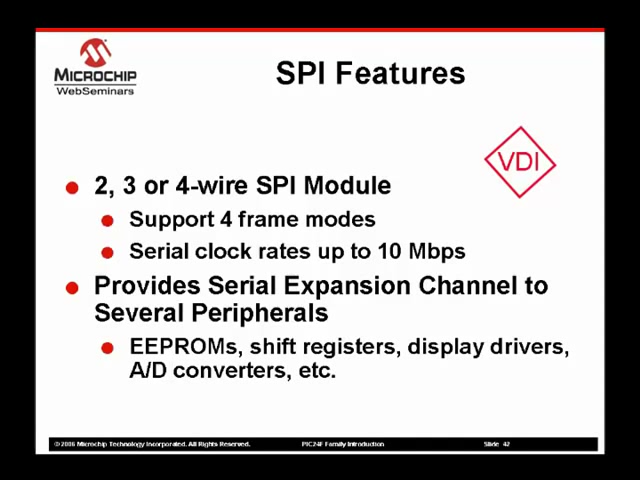 MICROCHIP
WebSeminars
SPI Features
VDI
2, 3 or 4-wire SPI Module
Support 4 frame modes
Serial clock rates up to 10 Mbps
Provides Serial Expansion Channel to
Several Peripherals
EEPROMs, shift registers, display drivers,
A/D converters, etc.
© 2006 Microchip Technology Incorporated. All Rights Reserved. PIC24F Family Introduction Slide 42